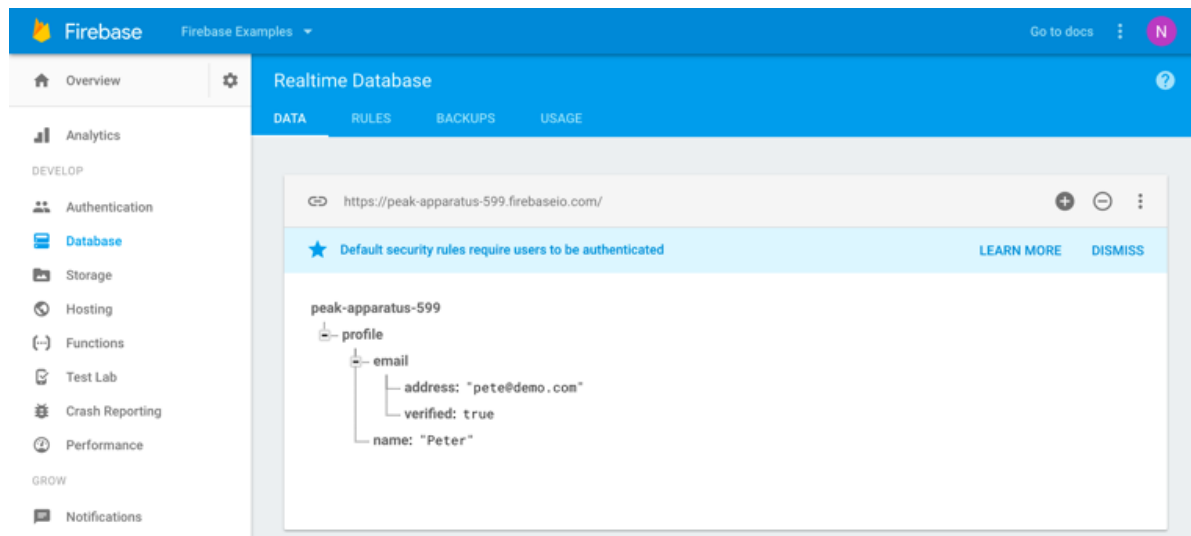 Firebase Firebase Examples Go to docs N
Overview
Realtime Database
DATA RULES BACKUPS USAGE
Analytics
DEVELOP
Authentication
Database
Storage
Hosting
Functions
Test Lab
Crash Reporting
Performance
GROW
Notifications
https://peak-apparatus-599.firebaseio.com/
Default security rules require users to be authenticated LEARN MORE DISMISS
peak-apparatus-599
profile
email
address: "pete@demo.com"
verified: true
name: "Peter"